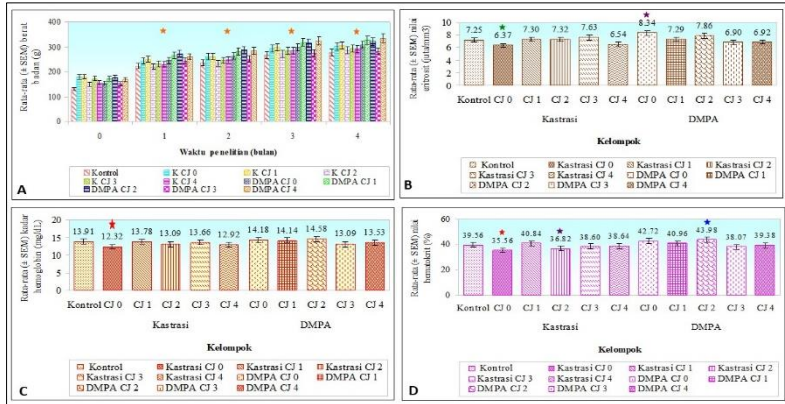 Rata-rata (± SEM) berat
badan (g)
400
350
300
250
200
150
100
50
0
0
1
2
3
4
Waktu penelitian (bulan)
Kontrol
K CJ 0
K CJ 1
K CJ 2
K CJ 3
K CJ 4
DMPA CJ 0
DMPA CJ 1
DMPA CJ 2
DMPA CJ 3
DMPA CJ 4
A
Rata-rata (± SEM) nilai
eritrosit (juta/mm3)
10
8
6
4
2
0
7.25 6.37 7.30 7.32 7.63 6.54 8.34 7.29 7.86 6.90 6.92
Kontrol CJ 0 CJ 1 CJ 2 CJ 3 CJ 4 CJ 0 CJ 1 CJ 2 CJ 3 CJ 4
Kastrasi DMPA
Kelompok
Kontrol Kastrasi CJ 0 Kastrasi CJ 1 Kastrasi CJ 2
Kastrasi CJ 3 Kastrasi CJ 4 DMPA CJ 0 DMPA CJ 1
DMPA CJ 2 DMPA CJ 3 DMPA CJ 4
B
Rata-rata (± SEM) kadar
hemoglobin (mg/dL)
20
15
10
5
0
13.91 12.32 13.78 13.09 13.66 12.92 14.18 14.14 14.58 13.09 13.53
Kontrol CJ 0 CJ 1 CJ 2 CJ 3 CJ 4 CJ 0 CJ 1 CJ 2 CJ 3 CJ 4
Kastrasi DMPA
Kelompok
Kontrol Kastrasi CJ 0 Kastrasi CJ 1 Kastrasi CJ 2
Kastrasi CJ 3 Kastrasi CJ 4 DMPA CJ 0 DMPA CJ 1
DMPA CJ 2 DMPA CJ 3 DMPA CJ 4
C
Rata-rata (± SEM) nilai
hematokrit (%)
60
40
20
0
39.56 35.56 40.84 36.82 38.60 38.64 42.72 40.96 43.98 38.07 39.38
Kontrol CJ 0 CJ 1 CJ 2 CJ 3 CJ 4 CJ 0 CJ 1 CJ 2 CJ 3 CJ 4
Kastrasi DMPA
Kelompok
Kontrol Kastrasi CJ 0 Kastrasi CJ 1 Kastrasi CJ 2
Kastrasi CJ 3 Kastrasi CJ 4 DMPA CJ 0 DMPA CJ 1
DMPA CJ 2 DMPA CJ 3 DMPA CJ 4
D